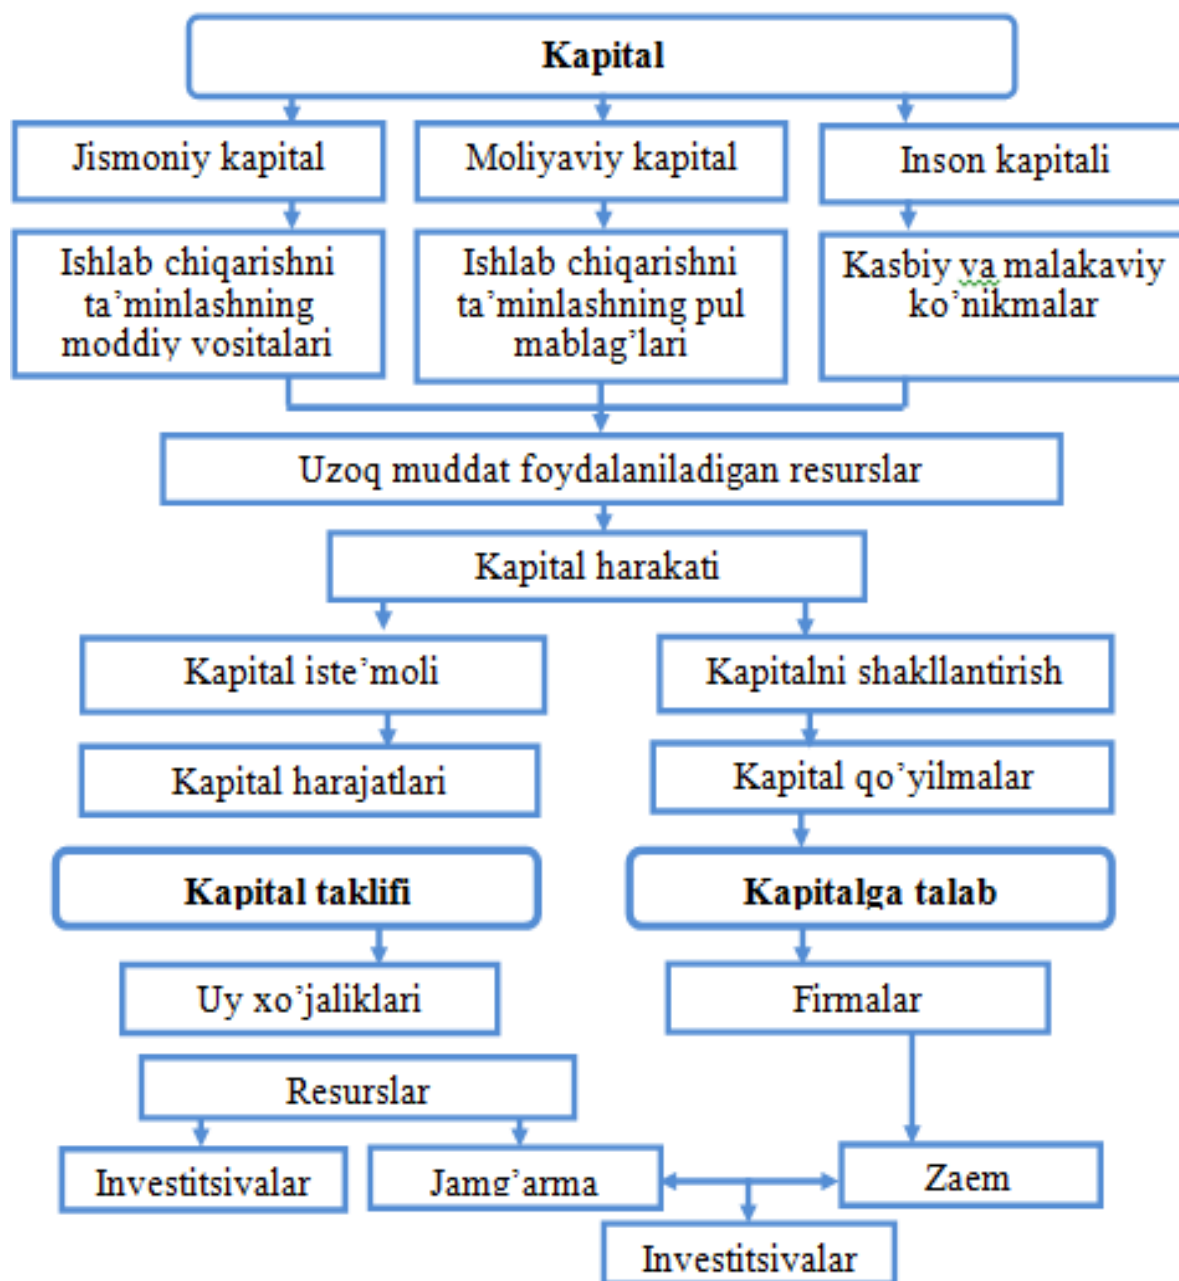 Kapital
Jismoniy kapital
Moliyaviy kapital
Inson kapitali
Ishlab chiqarishni
ta’minlashning
moddiy vositalari
Ishlab chiqarishni
ta’minlashning pul
mablag’lari
Kasbiy va malakaviy
ko’nikmalar
Uzoq muddat foydalaniladigan resurslar
Kapital harakati
Kapital iste’moli
Kapitalni shakllantirish
Kapital harajatlari
Kapital qo’yilmalar
Kapital taklifi
Kapitalga talab
Uy xo’jaliklari
Firmalar
Resurslar
Investitsiyalar
Jamg’arma
Zaem
Investitsiyalar